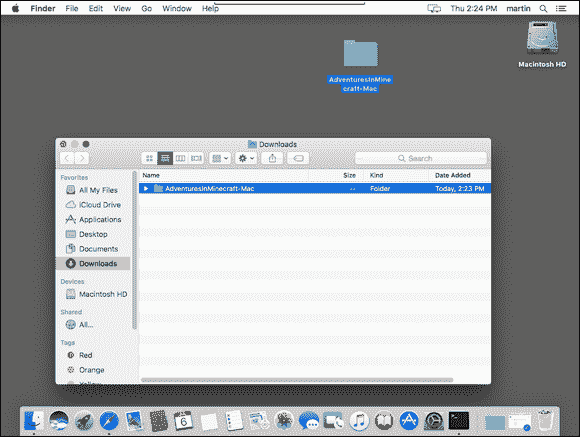 Finder File Edit View Go Window Help Thu 2:24 PM martin
Macintosh HD
AdventuresInMine
craft-Mac
Downloads
Search
Favorites
All My Files
iCloud Drive
Applications
Desktop
Documents
Downloads
Devices
Macintosh HD
Shared
All...
Tags
Red
Orange
Yellow
Name Size Kind Date Added
AdventuresInMinecraft-Mac -- Folder Today, 2:23 PM
6